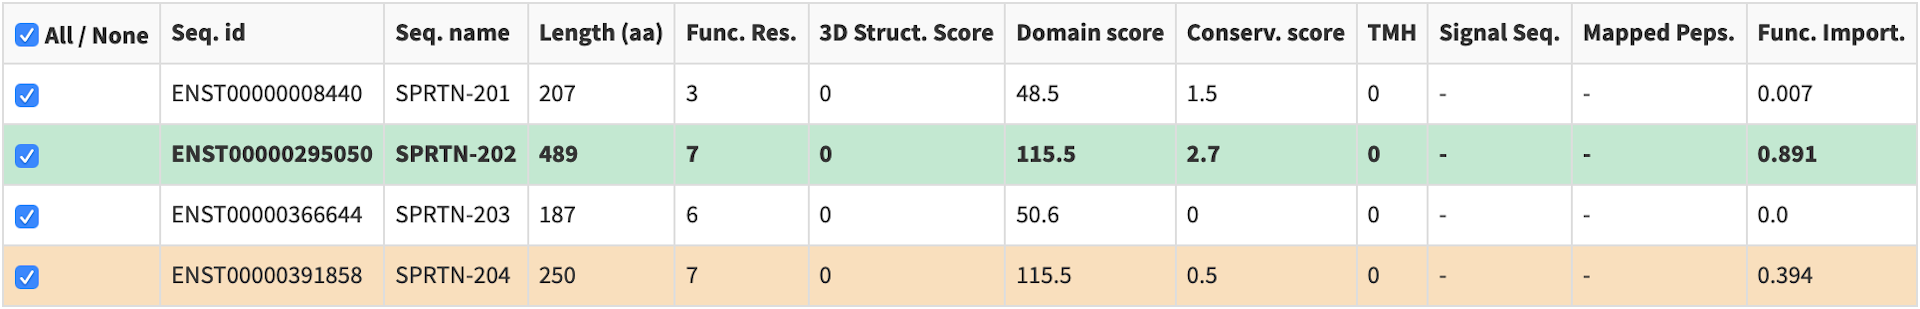 All / None Seq. id Seq. name Length (aa) Func. Res. 3D Struct. Score Domain score Conserv. score TMH Signal Seq. Mapped Peps. Func. Import.
ENST00000008440 SPRTN-201 207 3 0 48.5 1.5 0 - - 0.007
ENST00000295050 SPRTN-202 489 7 0 115.5 2.7 0 - - 0.891
ENST00000366644 SPRTN-203 187 6 0 50.6 0 0 - - 0.0
ENST00000391858 SPRTN-204 250 7 0 115.5 0.5 0 - - 0.394